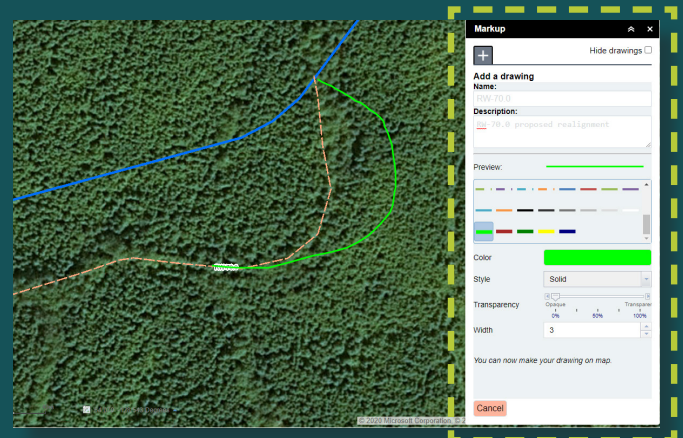 Markup
Hide drawings
Add a drawing
Name:
RW-70.0
Description:
RW-70.0 proposed realignment
Preview:
Color
Style
Solid
Transparency
Opaque
Transparent
0%
50%
100%
Width
3
You can now make your drawing on map.
Cancel
© 2020 Microsoft Corporation, © 2